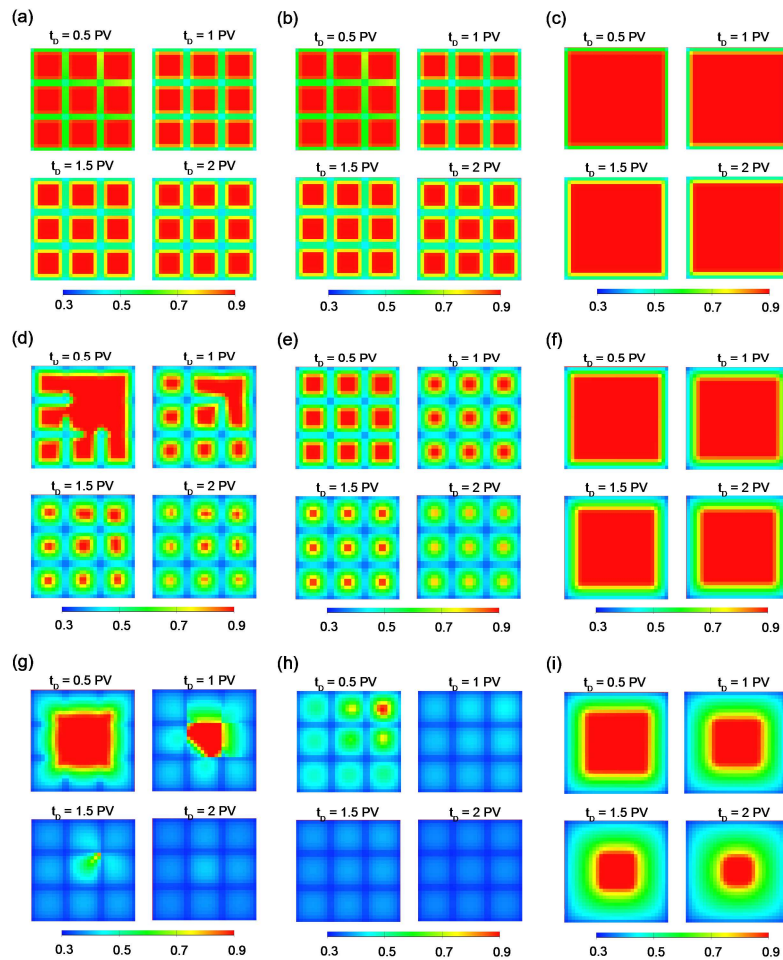 (a) (b) (c)
t_D = 0.5 PV t_D = 1 PV t_D = 0.5 PV t_D = 1 PV t_D = 0.5 PV t_D = 1 PV
t_D = 1.5 PV t_D = 2 PV t_D = 1.5 PV t_D = 2 PV t_D = 1.5 PV t_D = 2 PV
0.3 0.5 0.7 0.9 0.3 0.5 0.7 0.9 0.3 0.5 0.7 0.9
(d) (e) (f)
t_D = 0.5 PV t_D = 1 PV t_D = 0.5 PV t_D = 1 PV t_D = 0.5 PV t_D = 1 PV
t_D = 1.5 PV t_D = 2 PV t_D = 1.5 PV t_D = 2 PV t_D = 1.5 PV t_D = 2 PV
0.3 0.5 0.7 0.9 0.3 0.5 0.7 0.9 0.3 0.5 0.7 0.9
(g) (h) (i)
t_D = 0.5 PV t_D = 1 PV t_D = 0.5 PV t_D = 1 PV t_D = 0.5 PV t_D = 1 PV
t_D = 1.5 PV t_D = 2 PV t_D = 1.5 PV t_D = 2 PV t_D = 1.5 PV t_D = 2 PV
0.3 0.5 0.7 0.9 0.3 0.5 0.7 0.9 0.3 0.5 0.7 0.9